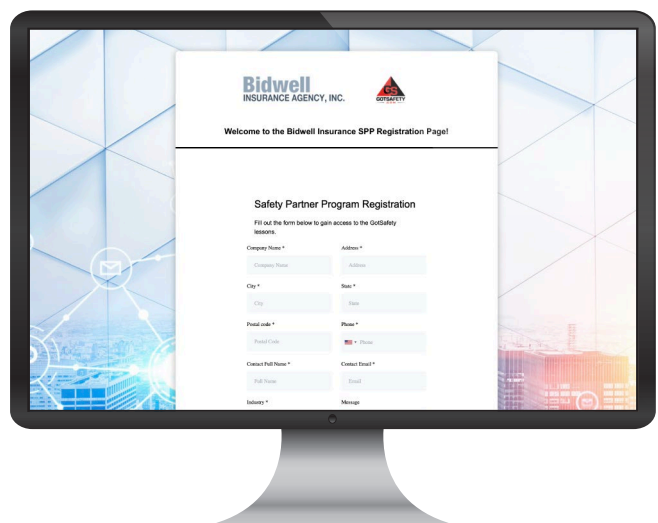 Bidwell
INSURANCE AGENCY, INC.
GS
GOTSAFETY
Welcome to the Bidwell Insurance SPP Registration Page!
Safety Partner Program Registration
Fill out the form below to gain access to the GotSafety
lessons.
Company Name * Address *
Company Name Address
City * State *
City State
Postal code * Phone *
Postal Code Phone
Contact Full Name * Contact Email *
Full Name Email
Industry * Message